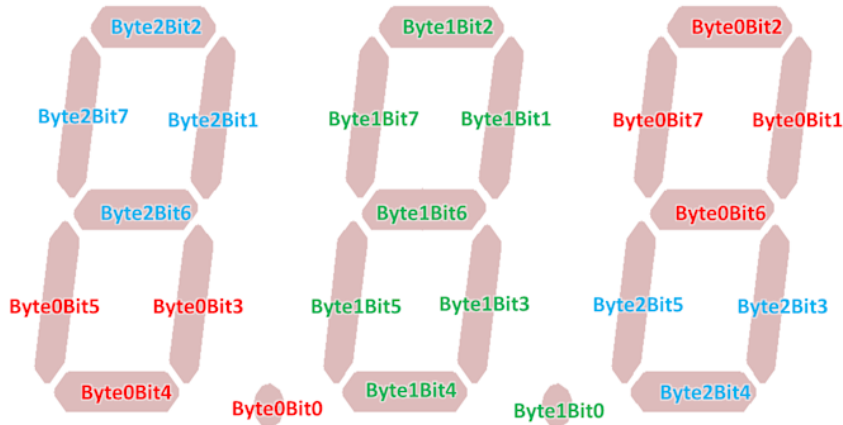 Byte2Bit2 Byte1Bit2 Byte0Bit2
Byte2Bit7 Byte2Bit1 Byte1Bit7 Byte1Bit1 Byte0Bit7 Byte0Bit1
Byte2Bit6 Byte1Bit6 Byte0Bit6
Byte0Bit5 Byte0Bit3 Byte1Bit5 Byte1Bit3 Byte2Bit5 Byte2Bit3
Byte0Bit4 Byte1Bit4 Byte2Bit4
Byte0Bit0 Byte1Bit0